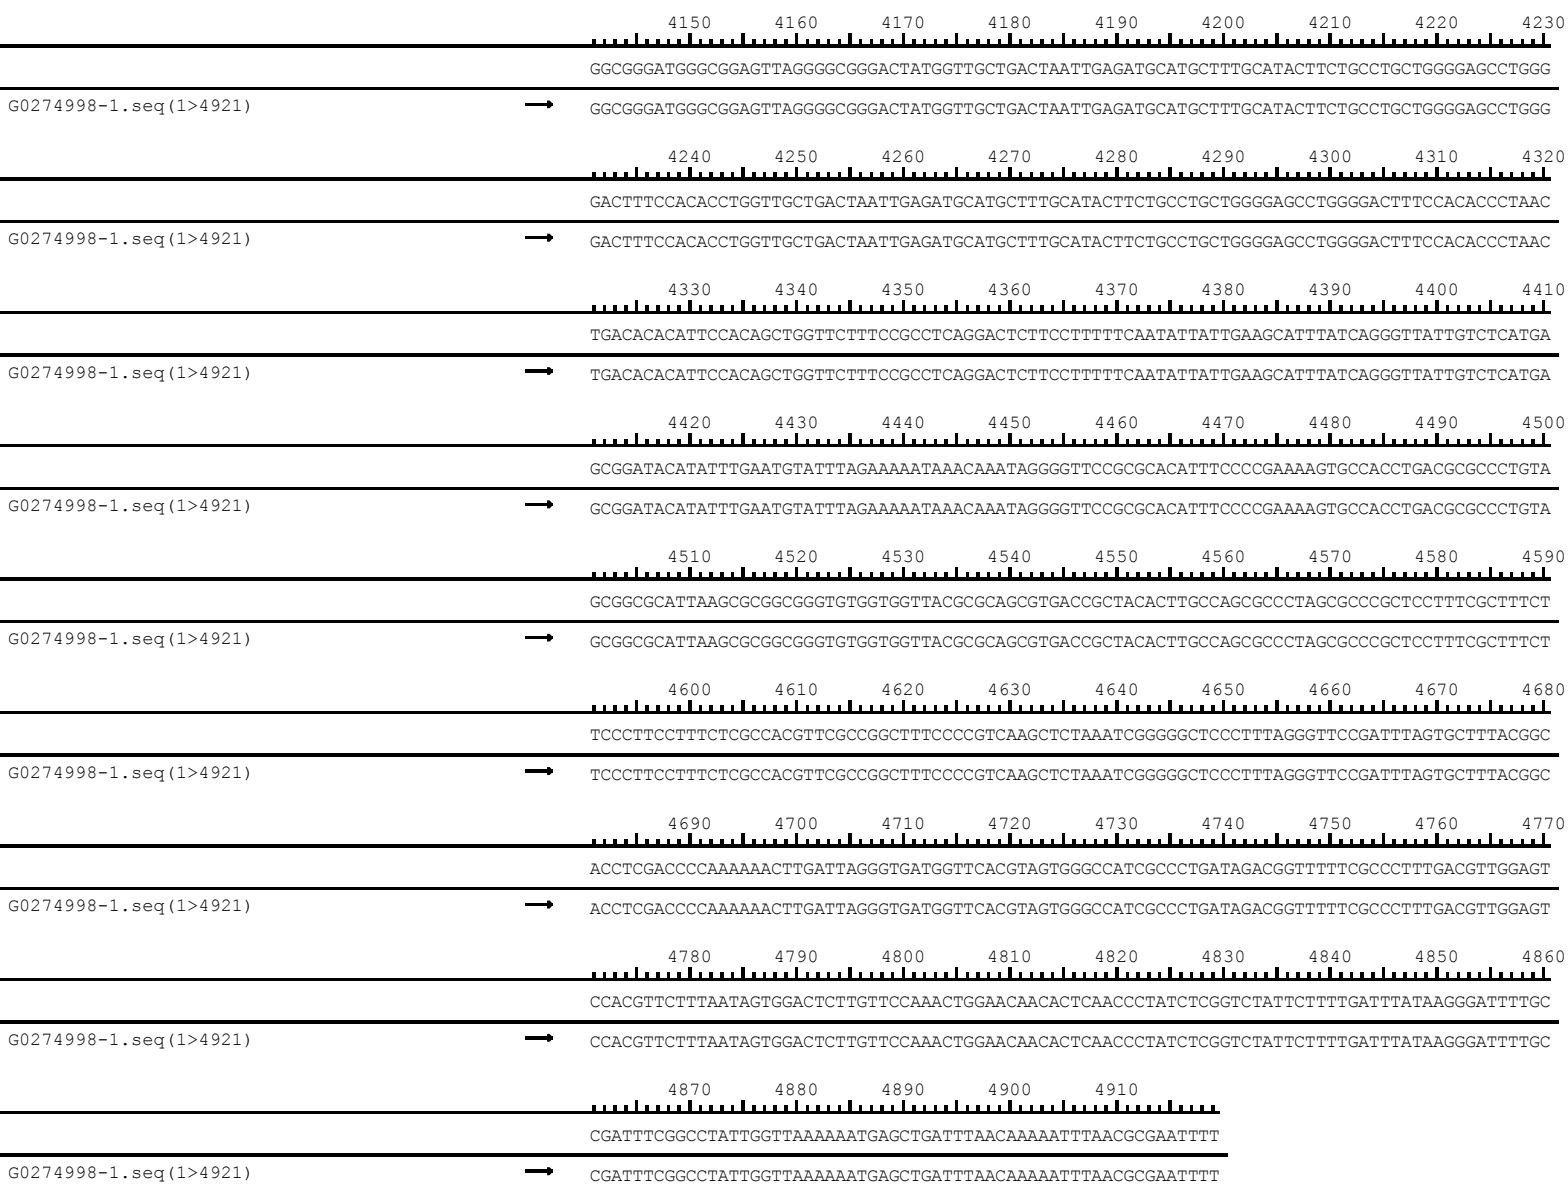 4150 4160 4170 4180 4190 4200 4210 4220 4230
GGCGGGATGGGCGGAGTTAGGGGCGGGACTATGGTTGCTGACTAATTGAGATGCATGCTTTGCATACTTCTGCCTGCTGGGGAGCCTGGG
G0274998-1.seq(1>4921) → GGCGGGATGGGCGGAGTTAGGGGCGGGACTATGGTTGCTGACTAATTGAGATGCATGCTTTGCATACTTCTGCCTGCTGGGGAGCCTGGG
4240 4250 4260 4270 4280 4290 4300 4310 4320
GACTTTCCACACCTGGTTGCTGACTAATTGAGATGCATGCTTTGCATACTTCTGCCTGCTGGGGAGCCTGGGGACTTTCCACACCCTAAC
G0274998-1.seq(1>4921) → GACTTTCCACACCTGGTTGCTGACTAATTGAGATGCATGCTTTGCATACTTCTGCCTGCTGGGGAGCCTGGGGACTTTCCACACCCTAAC
4330 4340 4350 4360 4370 4380 4390 4400 4410
TGACACACATTCCACAGCTGGTTCTTTCCGCCTCAGGACTCTTCCTTTTTCAATATTATTGAAGCATTTATCAGGGTTATTGTCTCATGA
G0274998-1.seq(1>4921) → TGACACACATTCCACAGCTGGTTCTTTCCGCCTCAGGACTCTTCCTTTTTCAATATTATTGAAGCATTTATCAGGGTTATTGTCTCATGA
4420 4430 4440 4450 4460 4470 4480 4490 4500
GCGGATACATATTTGAATGTATTTAGAAAAATAAACAAATAGGGGTTCCGCGCACATTTCCCCGAAAAGTGCCACCTGACGCGCCCTGTA
G0274998-1.seq(1>4921) → GCGGATACATATTTGAATGTATTTAGAAAAATAAACAAATAGGGGTTCCGCGCACATTTCCCCGAAAAGTGCCACCTGACGCGCCCTGTA
4510 4520 4530 4540 4550 4560 4570 4580 4590
GCGGCGCATTAAGCGCGGCGGGTGTGGTGGTTACGCGCAGCGTGACCGCTACACTTGCCAGCGCCCTAGCGCCCGCTCCTTTCGCTTTCT
G0274998-1.seq(1>4921) → GCGGCGCATTAAGCGCGGCGGGTGTGGTGGTTACGCGCAGCGTGACCGCTACACTTGCCAGCGCCCTAGCGCCCGCTCCTTTCGCTTTCT
4600 4610 4620 4630 4640 4650 4660 4670 4680
TCCCTTCCTTTCTCGCCACGTTCGCCGGCTTTCCCCGTCAAGCTCTAAATCGGGGGCTCCCTTTAGGGTTCCGATTTAGTGCTTTACGGC
G0274998-1.seq(1>4921) → TCCCTTCCTTTCTCGCCACGTTCGCCGGCTTTCCCCGTCAAGCTCTAAATCGGGGGCTCCCTTTAGGGTTCCGATTTAGTGCTTTACGGC
4690 4700 4710 4720 4730 4740 4750 4760 4770
ACCTCGACCCCAAAAAACTTGATTAGGGTGATGGTTCACGTAGTGGGCCATCGCCCTGATAGACGGTTTTTCGCCCTTTGACGTTGGAGT
G0274998-1.seq(1>4921) → ACCTCGACCCCAAAAAACTTGATTAGGGTGATGGTTCACGTAGTGGGCCATCGCCCTGATAGACGGTTTTTCGCCCTTTGACGTTGGAGT
4780 4790 4800 4810 4820 4830 4840 4850 4860
CCACGTTCTTTAATAGTGGACTCTTGTTCCAAACTGGAACAACACTCAACCCTATCTCGGTCTATTCTTTTGATTTATAAGGGATTTTGC
G0274998-1.seq(1>4921) → CCACGTTCTTTAATAGTGGACTCTTGTTCCAAACTGGAACAACACTCAACCCTATCTCGGTCTATTCTTTTGATTTATAAGGGATTTTGC
4870 4880 4890 4900 4910
CGATTTCGGCCTATTGGTTAAAAAATGAGCTGATTTAACAAAAATTTAACGCGAATTTT
G0274998-1.seq(1>4921) → CGATTTCGGCCTATTGGTTAAAAAATGAGCTGATTTAACAAAAATTTAACGCGAATTTT